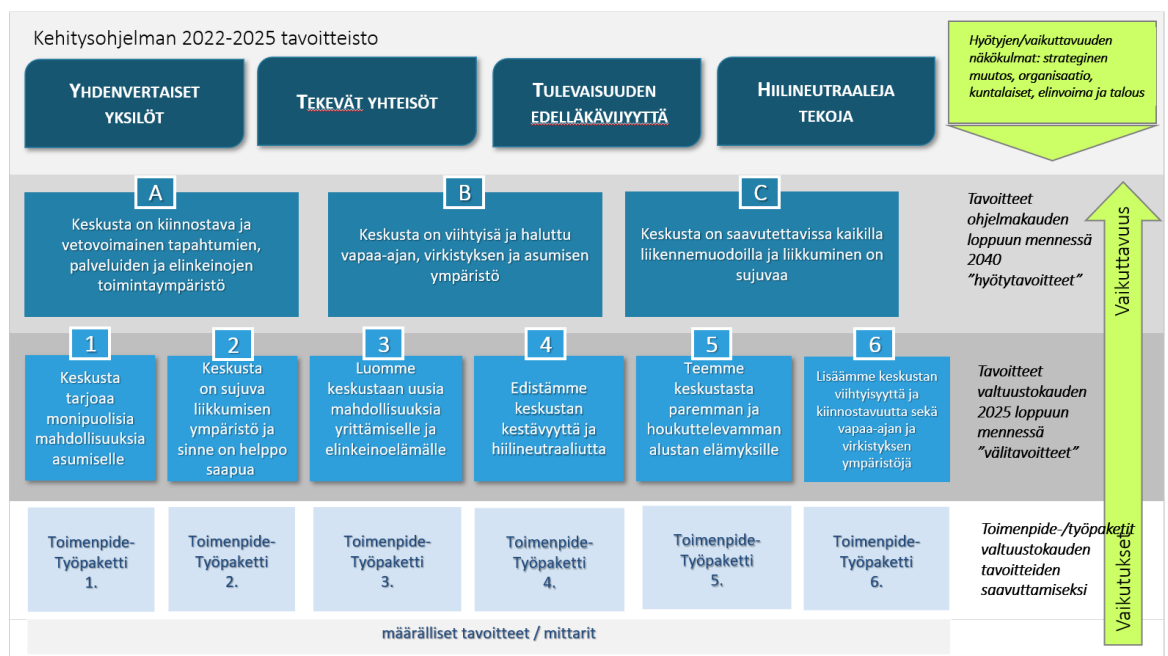 Kehitysohjelman 2022-2025 tavoitteisto
YHDENVERTAISET
YKSILÖT
TEKEVÄT YHTEISÖT
TULEVAISUUDEN
EDELLÄKÄVIJYYTTÄ
HIILINEUTRAALEJA
TEKOJA
Hyötyjen/vaikuttavuuden
näkökulmat: strateginen
muutos, organisaatio,
kuntalaiset, elinvoima ja talous
A
Keskusta on kiinnostava ja
vetovoimainen tapahtumien,
palveluiden ja elinkeinojen
toimintaympäristö
B
Keskusta on viihtyisä ja haluttu
vapaa-ajan, virkistyksen ja asumisen
ympäristö
C
Keskusta on saavutettavissa kaikilla
liikennemuodoilla ja liikkuminen on
sujuvaa
Tavoitteet
ohjelmakauden
loppuun mennessä
2040
”hyötytavoitteet”
Vaikuttavuus
1
Keskusta
tarjoaa
monipuolisia
mahdollisuuksia
asumiselle
2
Keskusta
on sujuva
liikkumisen
ympäristö ja
sinne on helppo
saapua
3
Luomme
keskustaan uusia
mahdollisuuksia
yrittämiselle ja
elinkeinoelämälle
4
Edistämme
keskustan
kestävyyttä ja
hiilineutraaliutta
5
Teemme
keskustasta
paremman ja
houkuttelevamman
alustan elämyksille
6
Lisäämme keskustan
viihtyisyyttä ja
kiinnostavuutta sekä
vapaa-ajan ja
virkistyksen
ympäristöjä
Tavoitteet
valtuustokauden
2025 loppuun
mennessä
”välitavoitteet”
Toimenpide-
Työpaketti
1.
Toimenpide-
Työpaketti
2.
Toimenpide-
Työpaketti
3.
Toimenpide-
Työpaketti
4.
Toimenpide-
Työpaketti
5.
Toimenpide-
Työpaketti
6.
Toimenpide-/työpaketit
valtuustokauden
tavoitteiden
saavuttamiseksi
Vaikutukset
määrälliset tavoitteet / mittarit